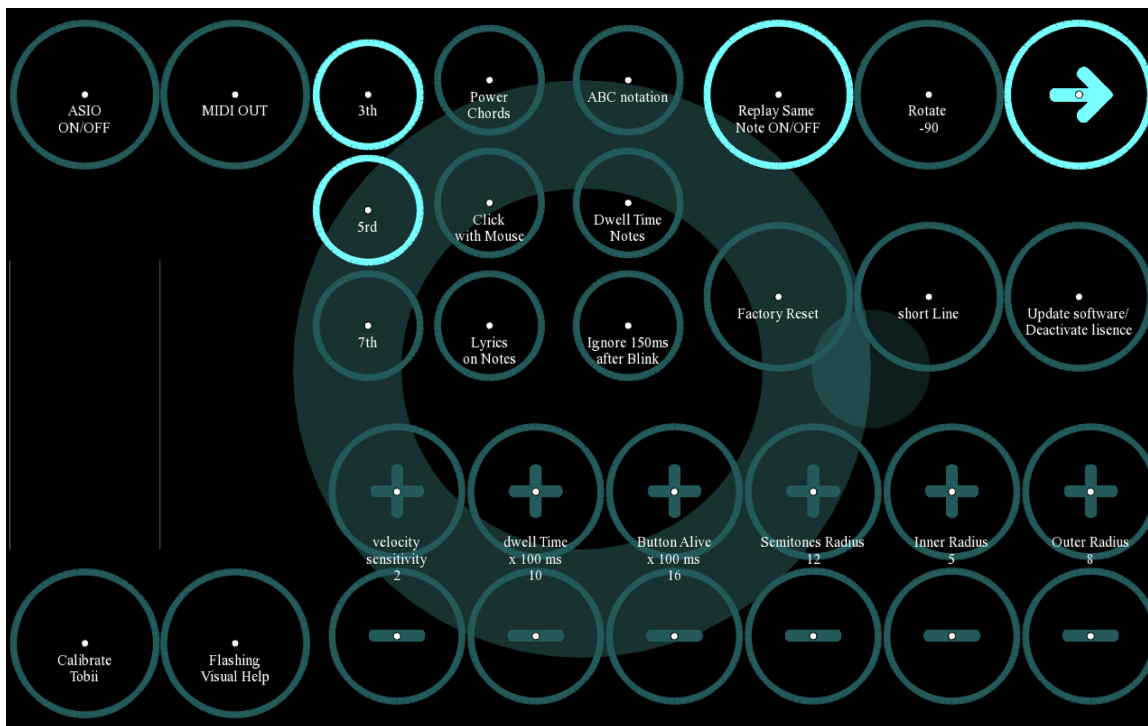 ASIO
ON/OFF
MIDI OUT
3th
Power
Chords
ABC notation
Replay Same
Note ON/OFF
Rotate
-90
5rd
Click
with Mouse
Dwell Time
Notes
7th
Lyrics
on Notes
Ignore 150ms
after Blink
Factory Reset
short Line
Update software/
Deactivate lisence
velocity
sensitivity
2
dwell Time
x 100 ms
10
Button Alive
x 100 ms
16
Semitones Radius
12
Inner Radius
5
Outer Radius
8
Calibrate
Tobii
Flashing
Visual Help